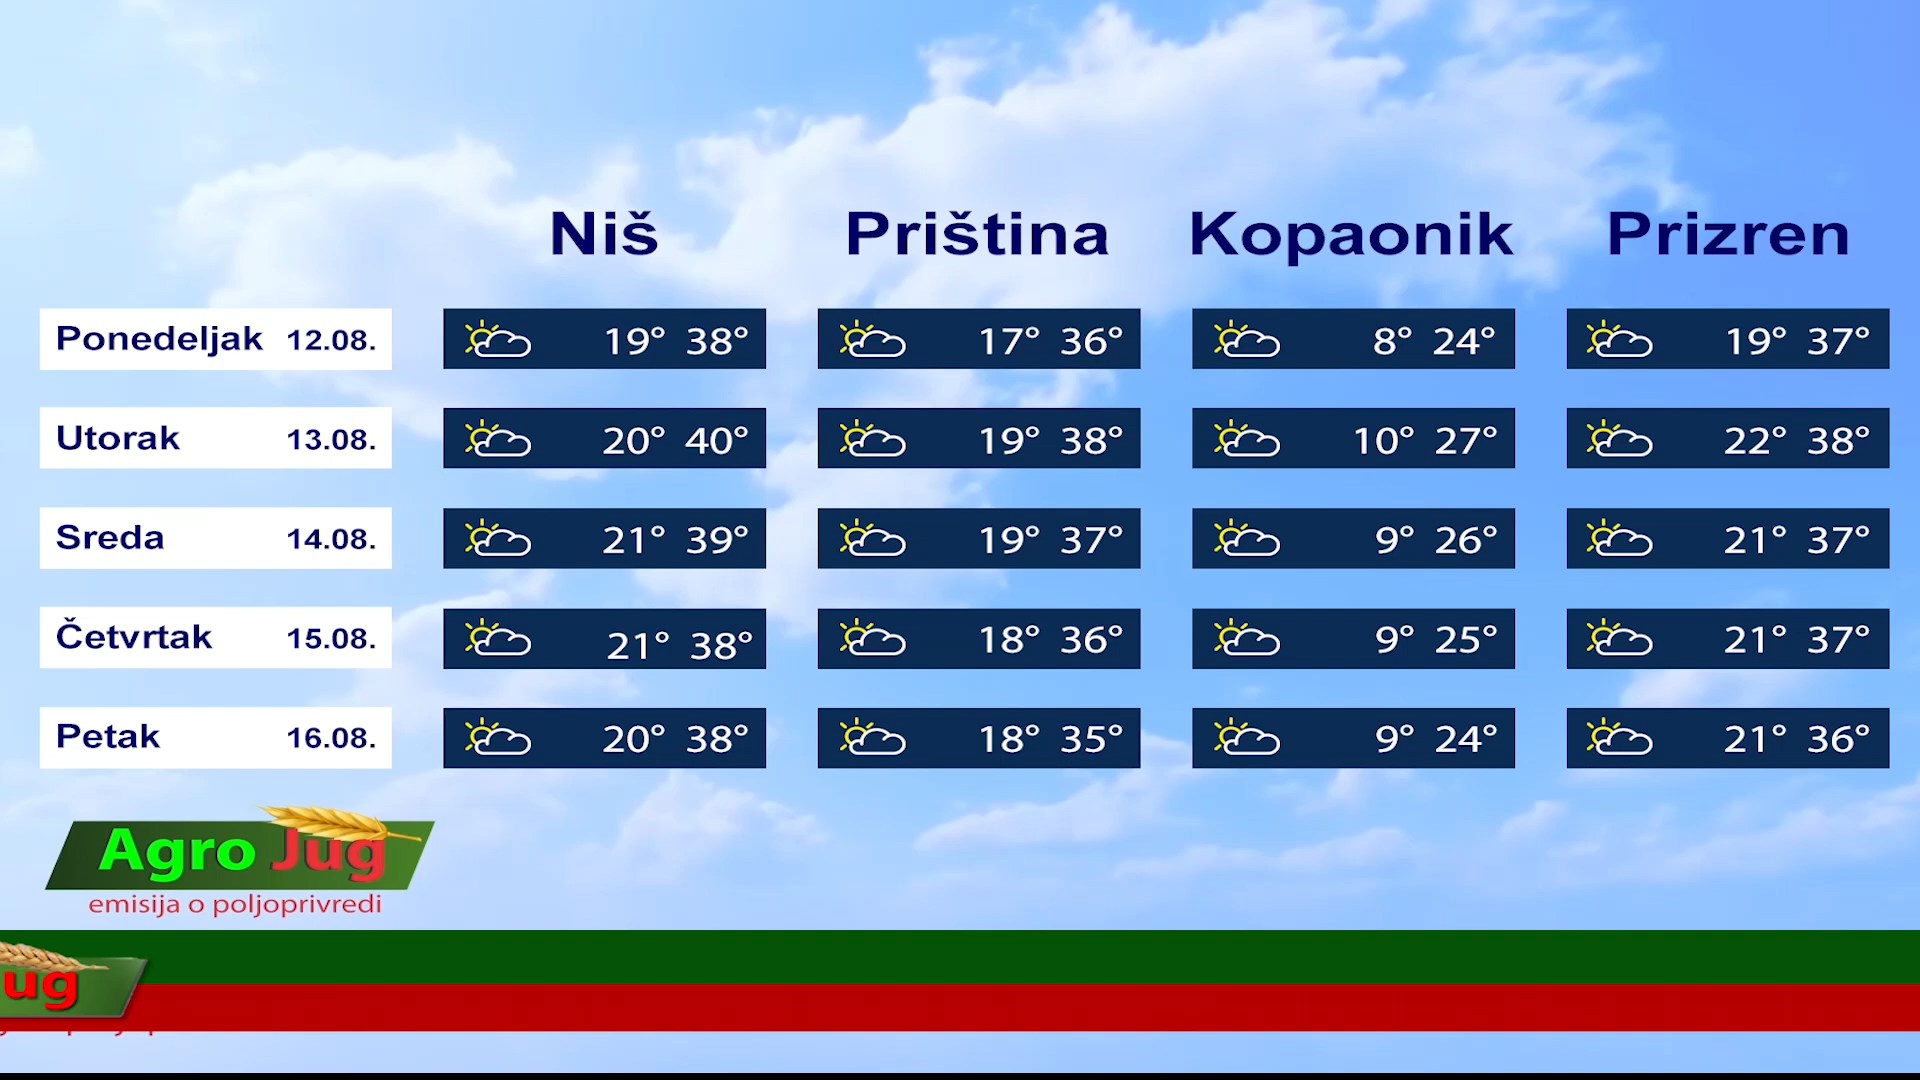 Niš Priština Kopaonik Prizren
Ponedeljak 12.08. 19° 38° 17° 36° 8° 24° 19° 37°
Utorak 13.08. 20° 40° 19° 38° 10° 27° 22° 38°
Sreda 14.08. 21° 39° 19° 37° 9° 26° 21° 37°
Četvrtak 15.08. 21° 38° 18° 36° 9° 25° 21° 37°
Petak 16.08. 20° 38° 18° 35° 9° 24° 21° 36°
Agro Jug
emisija o poljoprivredi
ug